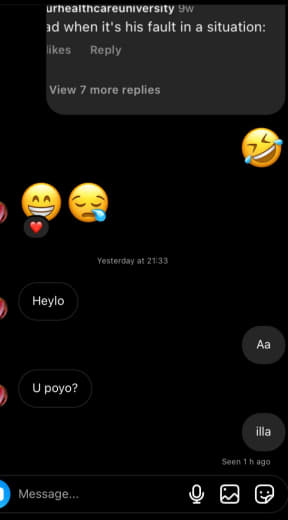 urhealthcareuniversity 9w
ad when it's his fault in a situation:
likes Reply
View 7 more replies
🤣
😁😪
❤️
Yesterday at 21:33
Heylo
Aa
U poyo?
illa
Seen 1 h ago
Message...